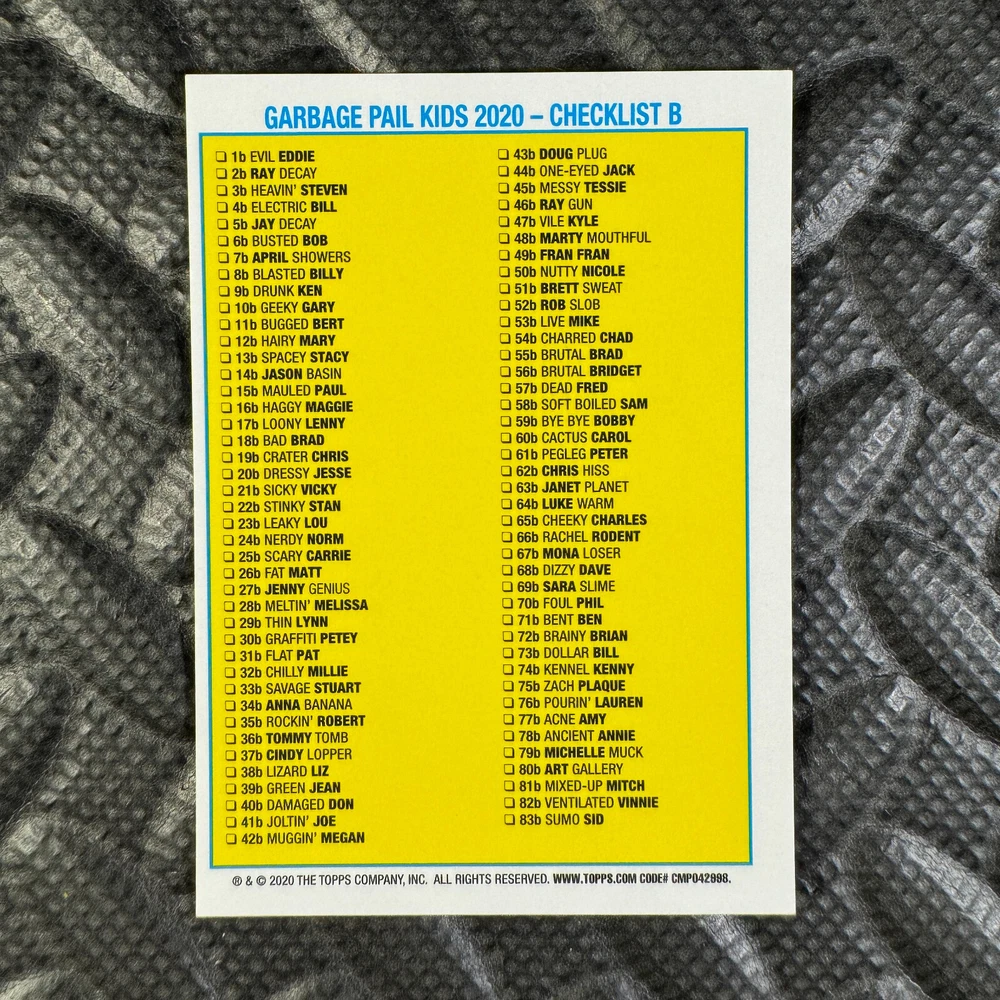 GARBAGE PAIL KIDS 2020 – CHECKLIST B
❏ 1b EVIL EDDIE
❏ 2b RAY DECAY
❏ 3b HEAVIN' STEVEN
❏ 4b ELECTRIC BILL
❏ 5b JAY DECAY
❏ 6b BUSTED BOB
❏ 7b APRIL SHOWERS
❏ 8b BLASTED BILLY
❏ 9b DRUNK KEN
❏ 10b GEEKY GARY
❏ 11b BUGGED BERT
❏ 12b HAIRY MARY
❏ 13b SPACEY STACY
❏ 14b JASON BASIN
❏ 15b MAULED PAUL
❏ 16b HAGGY MAGGIE
❏ 17b LOONY LENNY
❏ 18b BAD BRAD
❏ 19b CRATER CHRIS
❏ 20b DRESSY JESSE
❏ 21b SICKY VICKY
❏ 22b STINKY STAN
❏ 23b LEAKY LOU
❏ 24b NERDY NORM
❏ 25b SCARY CARRIE
❏ 26b FAT MATT
❏ 27b JENNY GENIUS
❏ 28b MELTIN' MELISSA
❏ 29b THIN LYNN
❏ 30b GRAFFITI PETEY
❏ 31b FLAT PAT
❏ 32b CHILLY MILLIE
❏ 33b SAVAGE STUART
❏ 34b ANNA BANANA
❏ 35b ROCKIN' ROBERT
❏ 36b TOMMY TOMB
❏ 37b CINDY LOPPER
❏ 38b LIZARD LIZ
❏ 39b GREEN JEAN
❏ 40b DAMAGED DON
❏ 41b JOLTIN' JOE
❏ 42b MUGGIN' MEGAN
❏ 43b DOUG PLUG
❏ 44b ONE-EYED JACK
❏ 45b MESSY TESSIE
❏ 46b RAY GUN
❏ 47b VILE KYLE
❏ 48b MARTY MOUTHFUL
❏ 49b FRAN FRAN
❏ 50b NUTTY NICOLE
❏ 51b BRETT SWEAT
❏ 52b ROB SLOB
❏ 53b LIVE MIKE
❏ 54b CHARRED CHAD
❏ 55b BRUTAL BRAD
❏ 56b BRUTAL BRIDGET
❏ 57b DEAD FRED
❏ 58b SOFT BOILED SAM
❏ 59b BYE BYE BOBBY
❏ 60b CACTUS CAROL
❏ 61b PEGLEG PETER
❏ 62b CHRIS HISS
❏ 63b JANET PLANET
❏ 64b LUKE WARM
❏ 65b CHEEKY CHARLES
❏ 66b RACHEL RODENT
❏ 67b MONA LOSER
❏ 68b DIZZY DAVE
❏ 69b SARA SLIME
❏ 70b FOUL PHIL
❏ 71b BENT BEN
❏ 72b BRAINY BRIAN
❏ 73b DOLLAR BILL
❏ 74b KENNEL KENNY
❏ 75b ZACH PLAQUE
❏ 76b POURIN' LAUREN
❏ 77b ACNE AMY
❏ 78b ANCIENT ANNIE
❏ 79b MICHELLE MUCK
❏ 80b ART GALLERY
❏ 81b MIXED-UP MITCH
❏ 82b VENTILATED VINNIE
❏ 83b SUMO SID
® & © 2020 THE TOPPS COMPANY, INC. ALL RIGHTS RESERVED. WWW.TOPPS.COM CODE# CMP042998.